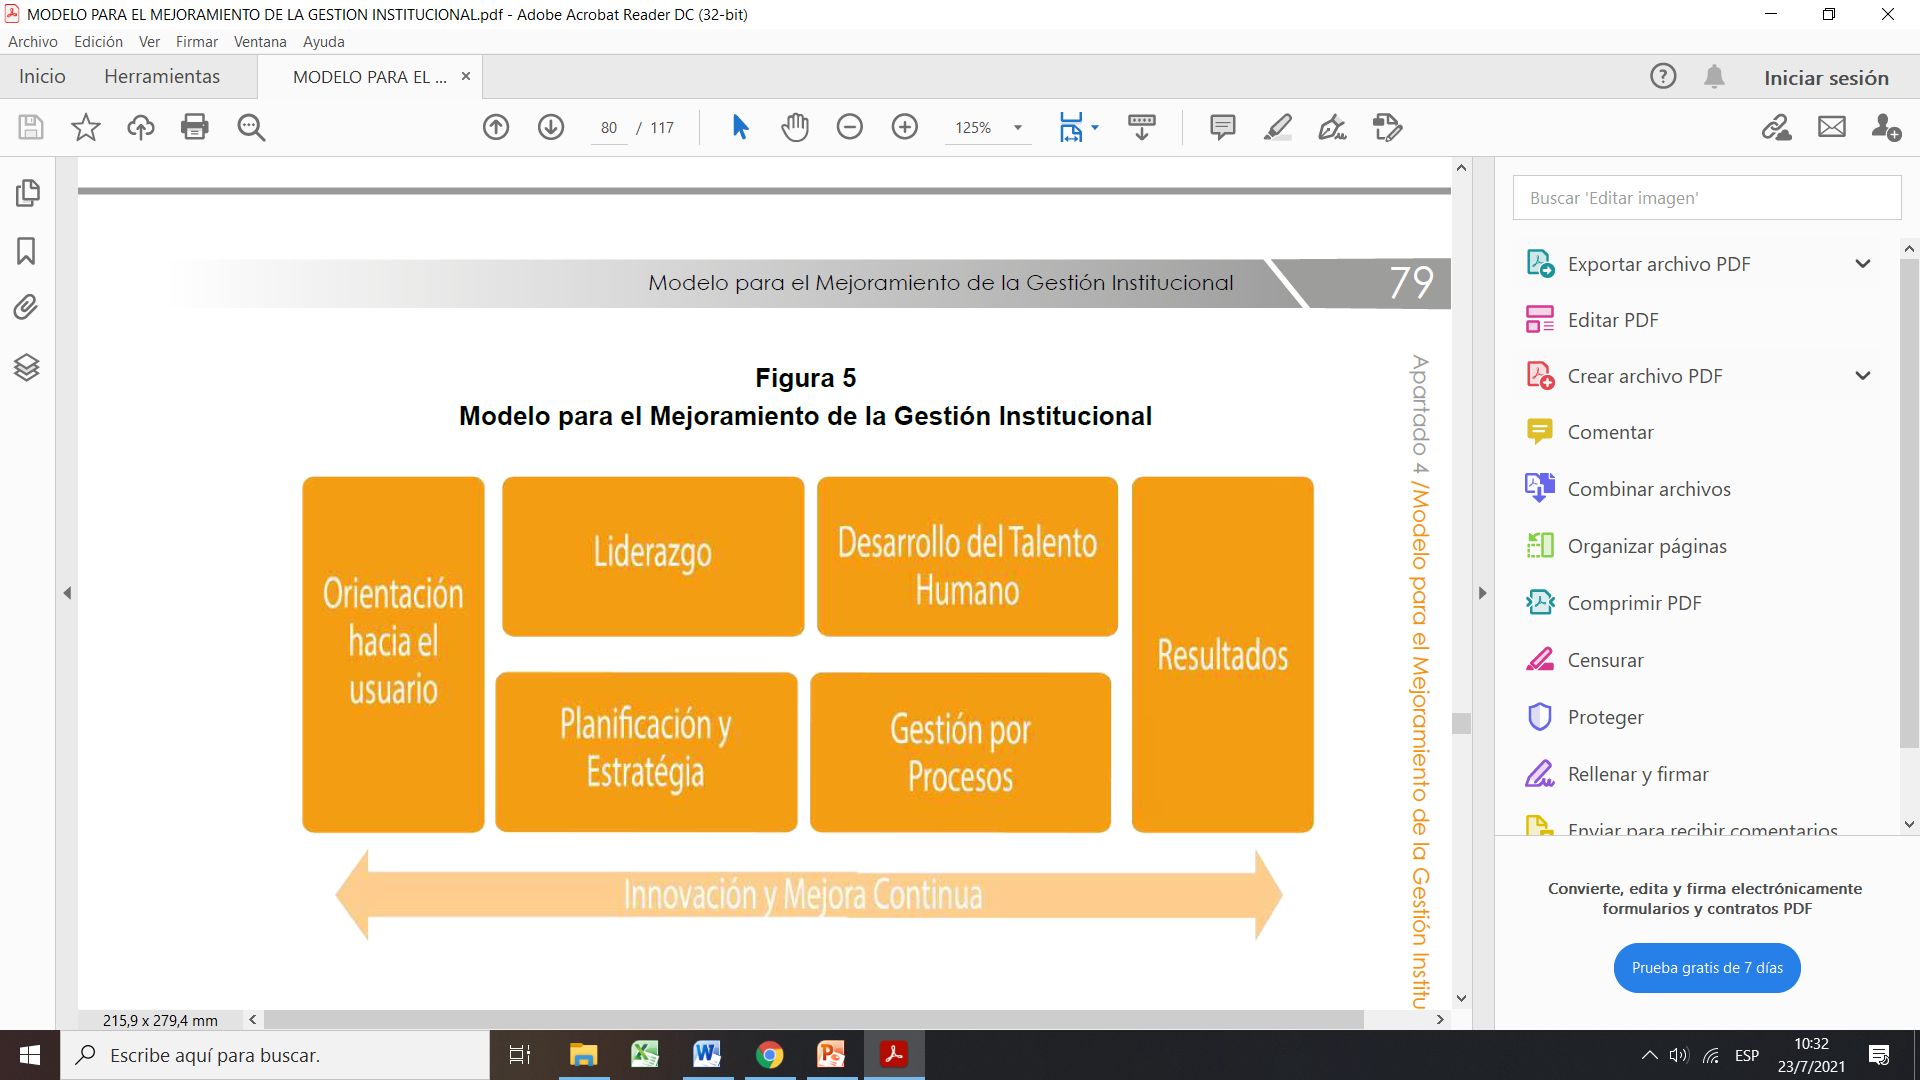 MODELO PARA EL MEJORAMIENTO DE LA GESTION INSTITUCIONAL.pdf - Adobe Acrobat Reader DC (32-bit)
Archivo Edición Ver Firmar Ventana Ayuda
Inicio Herramientas MODELO PARA EL ... × Iniciar sesión
80 / 117 125%
Modelo para el Mejoramiento de la Gestión Institucional 79
Figura 5
Modelo para el Mejoramiento de la Gestión Institucional
Orientación
hacia el
usuario
Liderazgo
Desarrollo del Talento
Humano
Planificación y
Estratégia
Gestión por
Procesos
Resultados
Innovación y Mejora Continua
Apartado 4 /Modelo para el Mejoramiento de la Gestión Institu
215,9 x 279,4 mm
Buscar 'Editar imagen'
Exportar archivo PDF
Editar PDF
Crear archivo PDF
Comentar
Combinar archivos
Organizar páginas
Comprimir PDF
Censurar
Proteger
Rellenar y firmar
Enviar para recibir comentarios
Convierte, edita y firma electrónicamente
formularios y contratos PDF
Prueba gratis de 7 días
Escribe aquí para buscar.
ESP
10:32
23/7/2021